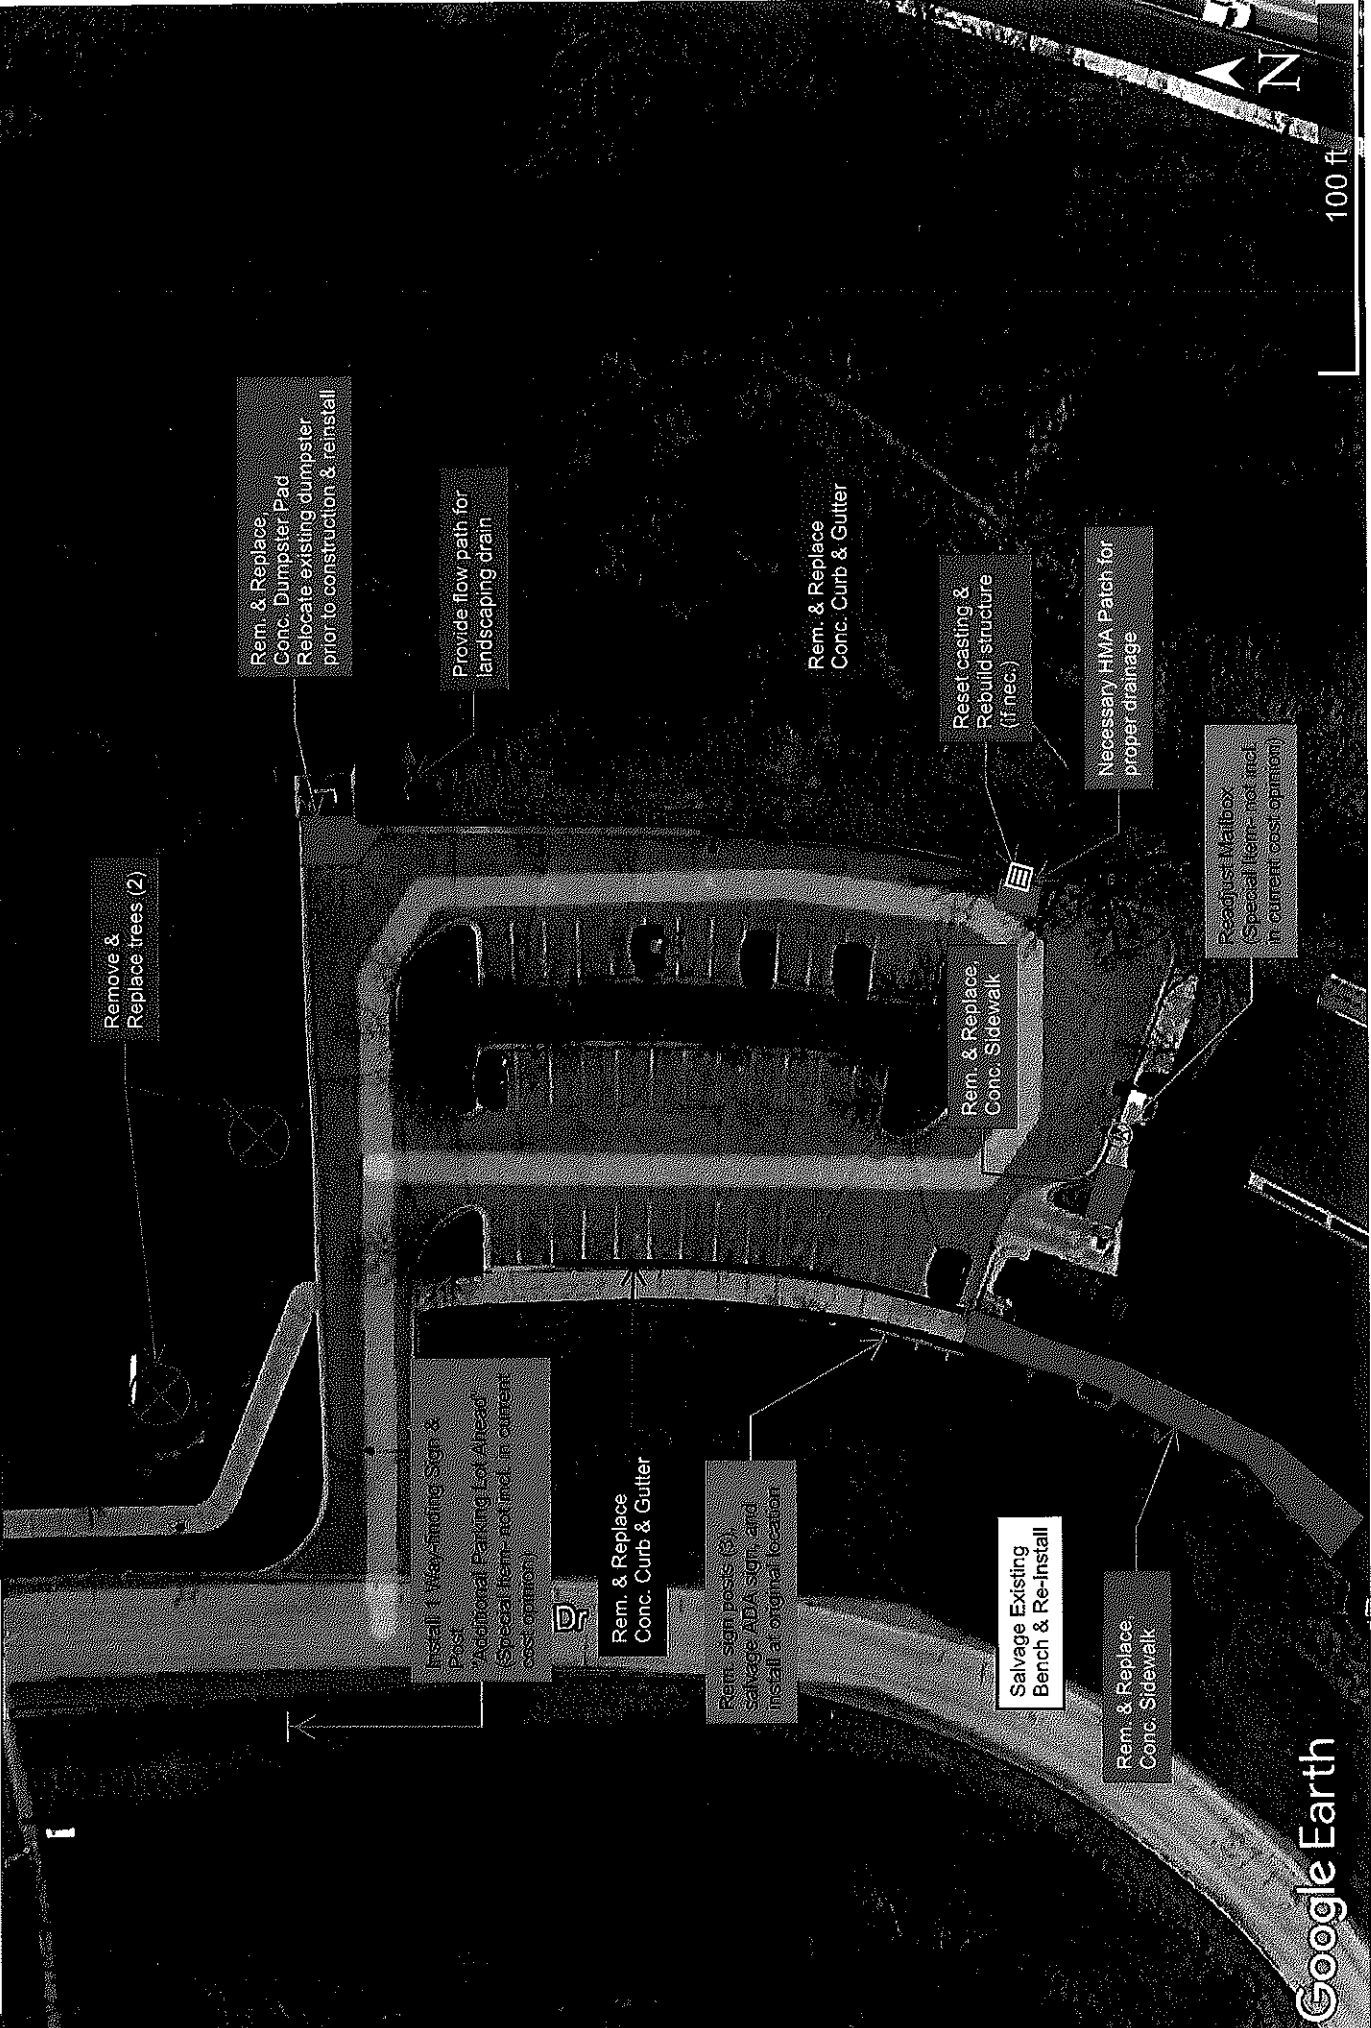 Remove &
Replace trees (2)
Rem. & Replace,
Conc. Dumpster Pad
Relocate existing dumpster
prior to construction & reinstall
Provide flow path for
landscaping drain
Install 1 Way-finding Sign &
Post
"Additional Parking Lot Ahead"
(Special Item- not incl. in current
cost opinion)
Dr
Rem. & Replace
Conc. Curb & Gutter
Rem. & Replace
Conc. Curb & Gutter
Rem. sign posts (3),
salvage ADA sign, and
install at original location
Rem. & Replace,
Conc. Sidewalk
Reset casting &
Rebuild structure
(if nec.)
Salvage Existing
Bench & Re-Install
Necessary HMA Patch for
proper drainage
Rem. & Replace,
Conc. Sidewalk
Readjust Mailbox
(Special Item- not incl.
in current cost opinion)
Google Earth
N
100 ft